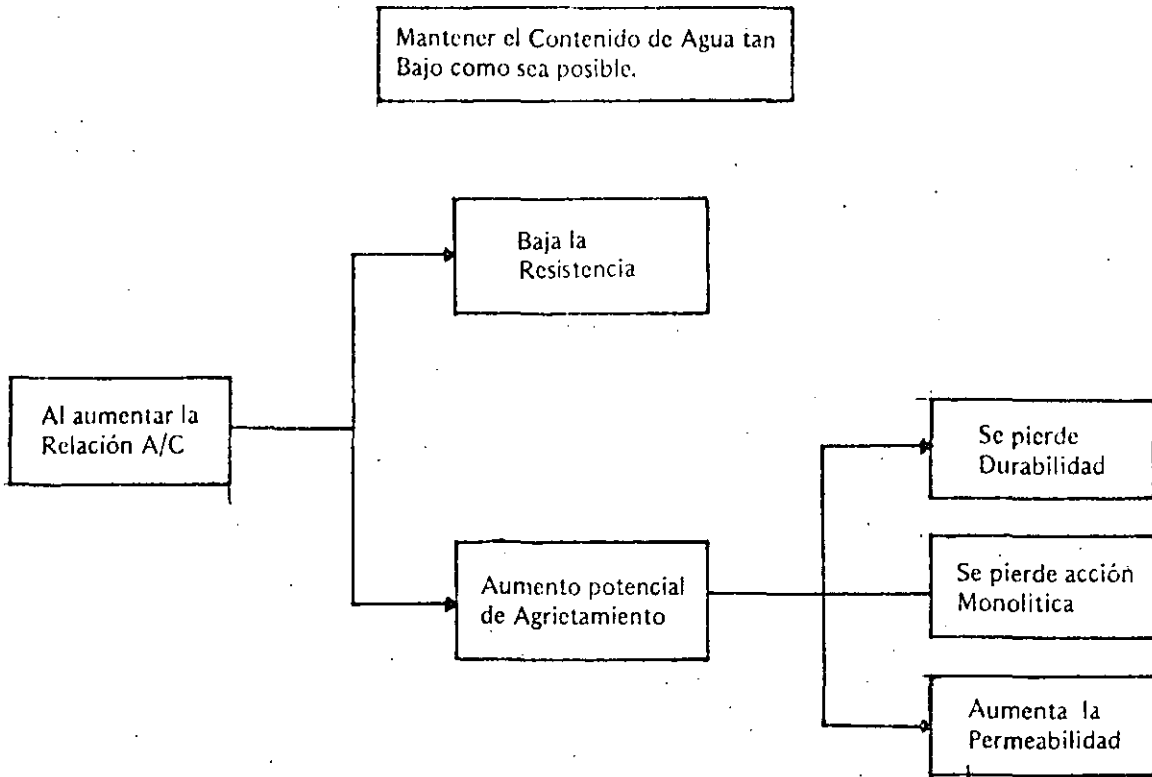 Mantener el Contenido de Agua tan
Bajo como sea posible.
Baja la
Resistencia
Al aumentar la
Relación A/C
Se pierde
Durabilidad
Aumento potencial
de Agrietamiento
Se pierde acción
Monolitica
Aumenta la
Permeabilidad